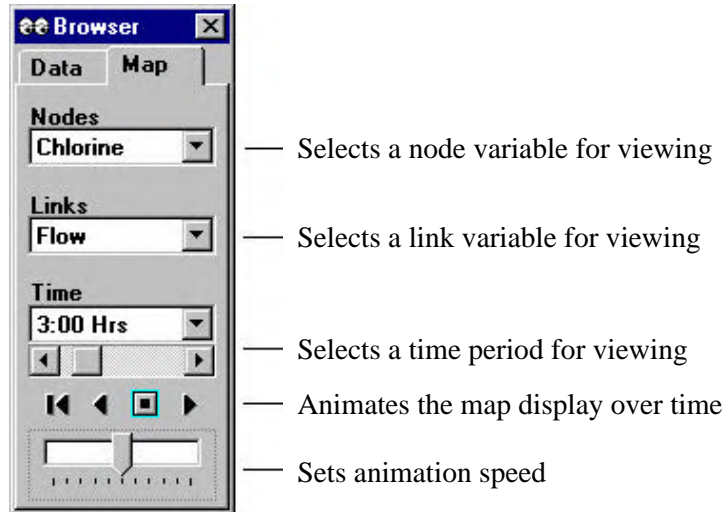 Browser
Data Map
Nodes
Chlorine
Selects a node variable for viewing
Links
Flow
Selects a link variable for viewing
Time
3:00 Hrs
Selects a time period for viewing
Animates the map display over time
Sets animation speed